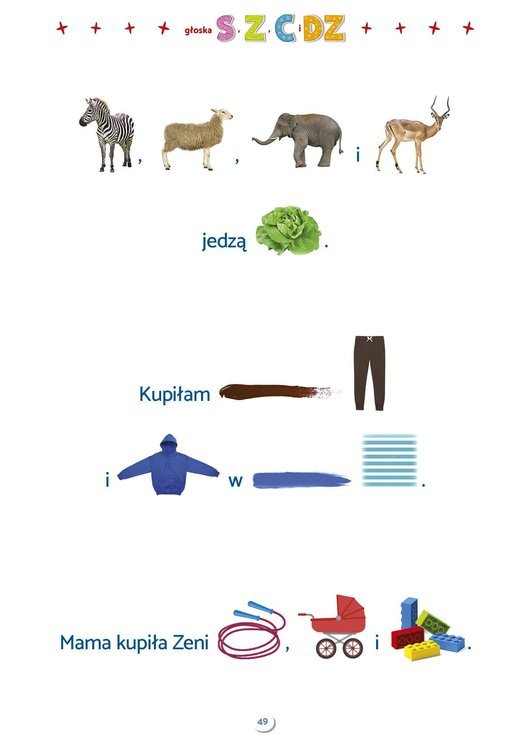 głoska S, Z, C i DZ
, , i
jedzą .
Kupiłam
i w .
Mama kupiła Zeni , i .
49